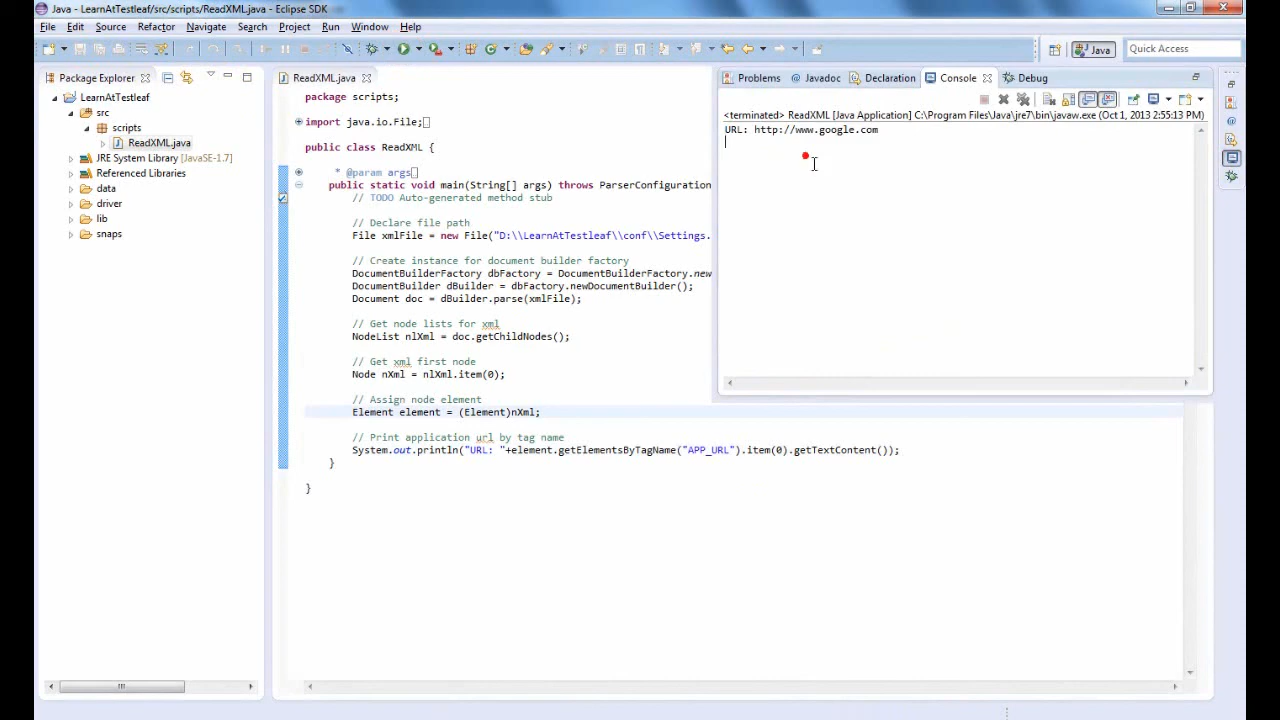 Java - LearnAtTestleaf/src/scripts/ReadXML.java - Eclipse SDK
File Edit Source Refactor Navigate Search Project Run Window Help
Java
Quick Access
Package Explorer
LearnAtTestleaf
src
scripts
ReadXML.java
JRE System Library [JavaSE-1.7]
Referenced Libraries
data
driver
lib
snaps
ReadXML.java
package scripts;
import java.io.File;
public class ReadXML {
* @param args
public static void main(String[] args) throws ParserConfiguration
// TODO Auto-generated method stub
// Declare file path
File xmlFile = new File("D:\\LearnAtTestleaf\\conf\\Settings.
// Create instance for document builder factory
DocumentBuilderFactory dbFactory = DocumentBuilderFactory.new
DocumentBuilder dBuilder = dbFactory.newDocumentBuilder();
Document doc = dBuilder.parse(xmlFile);
// Get node lists for xml
NodeList nlXml = doc.getChildNodes();
// Get xml first node
Node nXml = nlXml.item(0);
// Assign node element
Element element = (Element)nXml;
// Print application url by tag name
System.out.println("URL: "+element.getElementsByTagName("APP_URL").item(0).getTextContent());
}
}
Problems Javadoc Declaration Console Debug
<terminated> ReadXML [Java Application] C:\Program Files\Java\jre7\bin\javaw.exe (Oct 1, 2013 2:55:13 PM)
URL: http://www.google.com